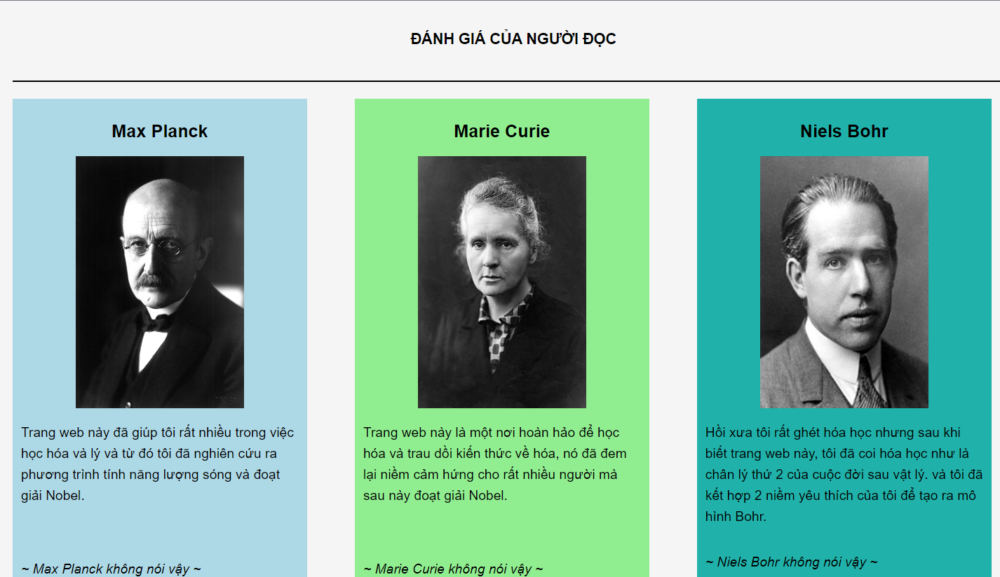 ĐÁNH GIÁ CỦA NGƯỜI ĐỌC
Max Planck
Trang web này đã giúp tôi rất nhiều trong việc
học hóa và lý và từ đó tôi đã nghiên cứu ra
phương trình tính năng lượng sóng và đoạt
giải Nobel.
~ Max Planck không nói vậy ~
Marie Curie
Trang web này là một nơi hoàn hảo để học
hóa và trau dồi kiến thức về hóa, nó đã đem
lại niềm cảm hứng cho rất nhiều người mà
sau này đoạt giải Nobel.
~ Marie Curie không nói vậy ~
Niels Bohr
Hồi xưa tôi rất ghét hóa học nhưng sau khi
biết trang web này, tôi đã coi hóa học như là
chân lý thứ 2 của cuộc đời sau vật lý. và tôi đã
kết hợp 2 niềm yêu thích của tôi để tạo ra mô
hình Bohr.
~ Niels Bohr không nói vậy ~